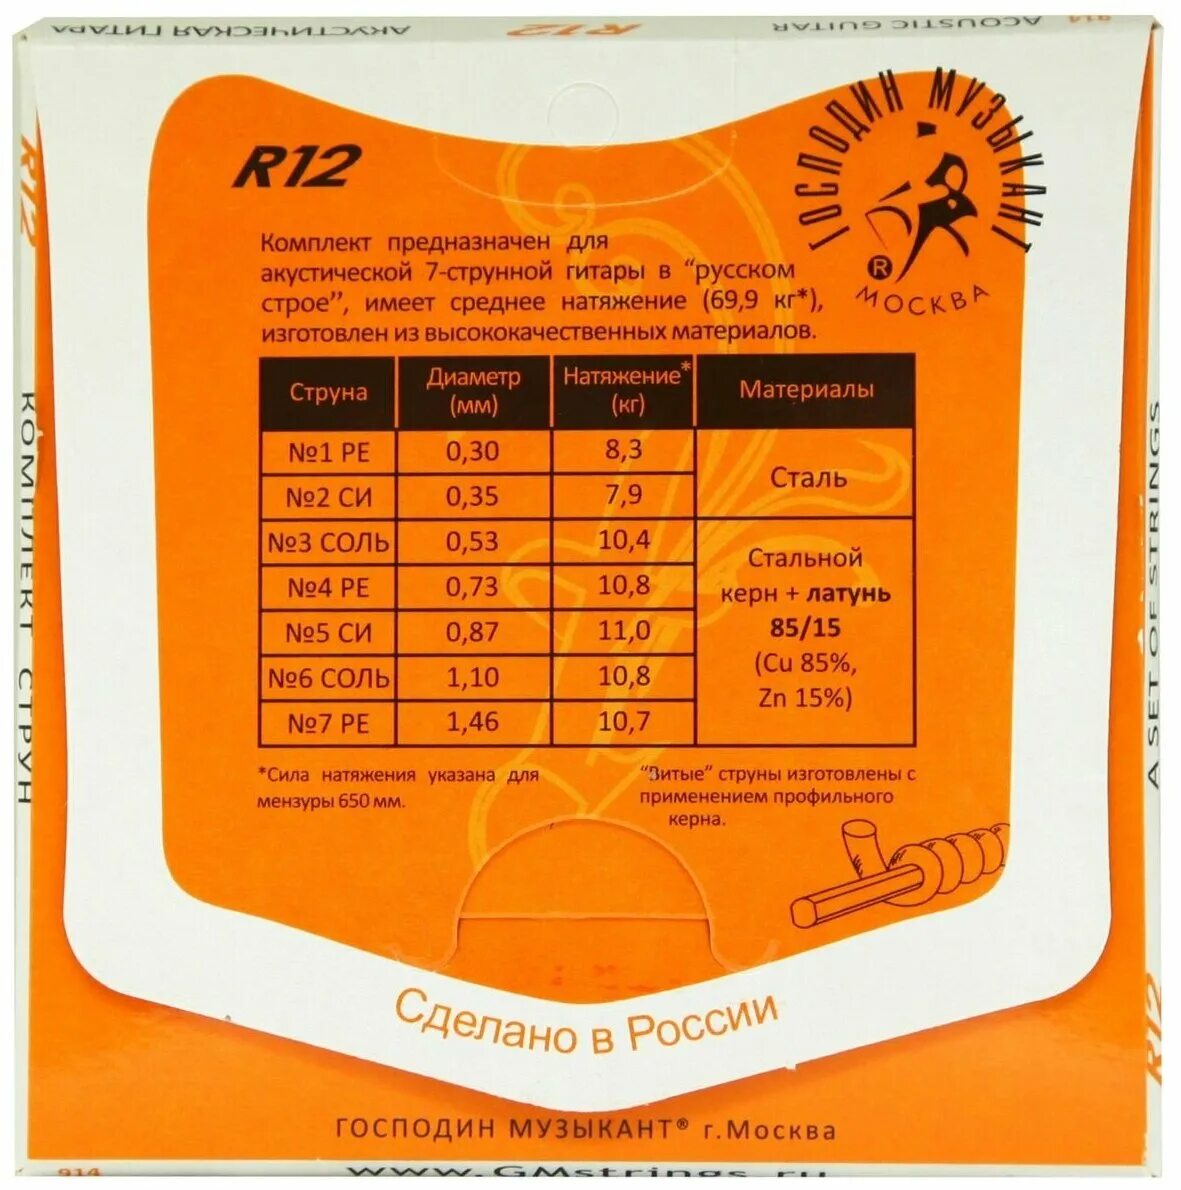 АКУСТИЧЕСКАЯ ГИТАРА
R12
ACOUSTIC GUITAR
914
R12
ГОСПОДИН МУЗЫКАНТ
®
МОСКВА
R12
Комплект предназначен для
акустической 7-струнной гитары в “русском
строе”, имеет среднее натяжение (69,9 кг*),
изготовлен из высококачественных материалов.
Струна Диаметр (мм) Натяжение* (кг) Материалы
№1 РЕ 0,30 8,3
№2 СИ 0,35 7,9
Сталь
№3 СОЛЬ 0,53 10,4
№4 РЕ 0,73 10,8
№5 СИ 0,87 11,0
№6 СОЛЬ 1,10 10,8
№7 РЕ 1,46 10,7
Стальной
керн + латунь
85/15
(Cu 85%,
Zn 15%)
*Сила натяжения указана для
мензуры 650 мм.
“Витые” струны изготовлены с
применением профильного
керна.
КОМПЛЕКТ СТРУН
A SET OF STRINGS
R12
Сделано в России
ГОСПОДИН МУЗЫКАНТ® г.Москва
914
www.GMstrings.ru